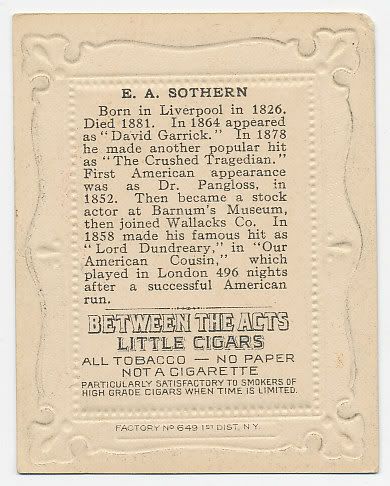 E. A. SOTHERN
Born in Liverpool in 1826.
Died 1881. In 1864 appeared
as "David Garrick." In 1878
he made another popular hit
as "The Crushed Tragedian."
First American appearance
was as Dr. Pangloss, in
1852. Then became a stock
actor at Barnum's Museum,
then joined Wallacks Co. In
1858 made his famous hit as
"Lord Dundreary," in "Our
American Cousin," which
played in London 496 nights
after a successful American
run.
BETWEEN THE ACTS
LITTLE CIGARS
ALL TOBACCO — NO PAPER
NOT A CIGARETTE
PARTICULARLY SATISFACTORY TO SMOKERS OF
HIGH GRADE CIGARS WHEN TIME IS LIMITED.
FACTORY Nº 649 1ST DIST. N.Y.